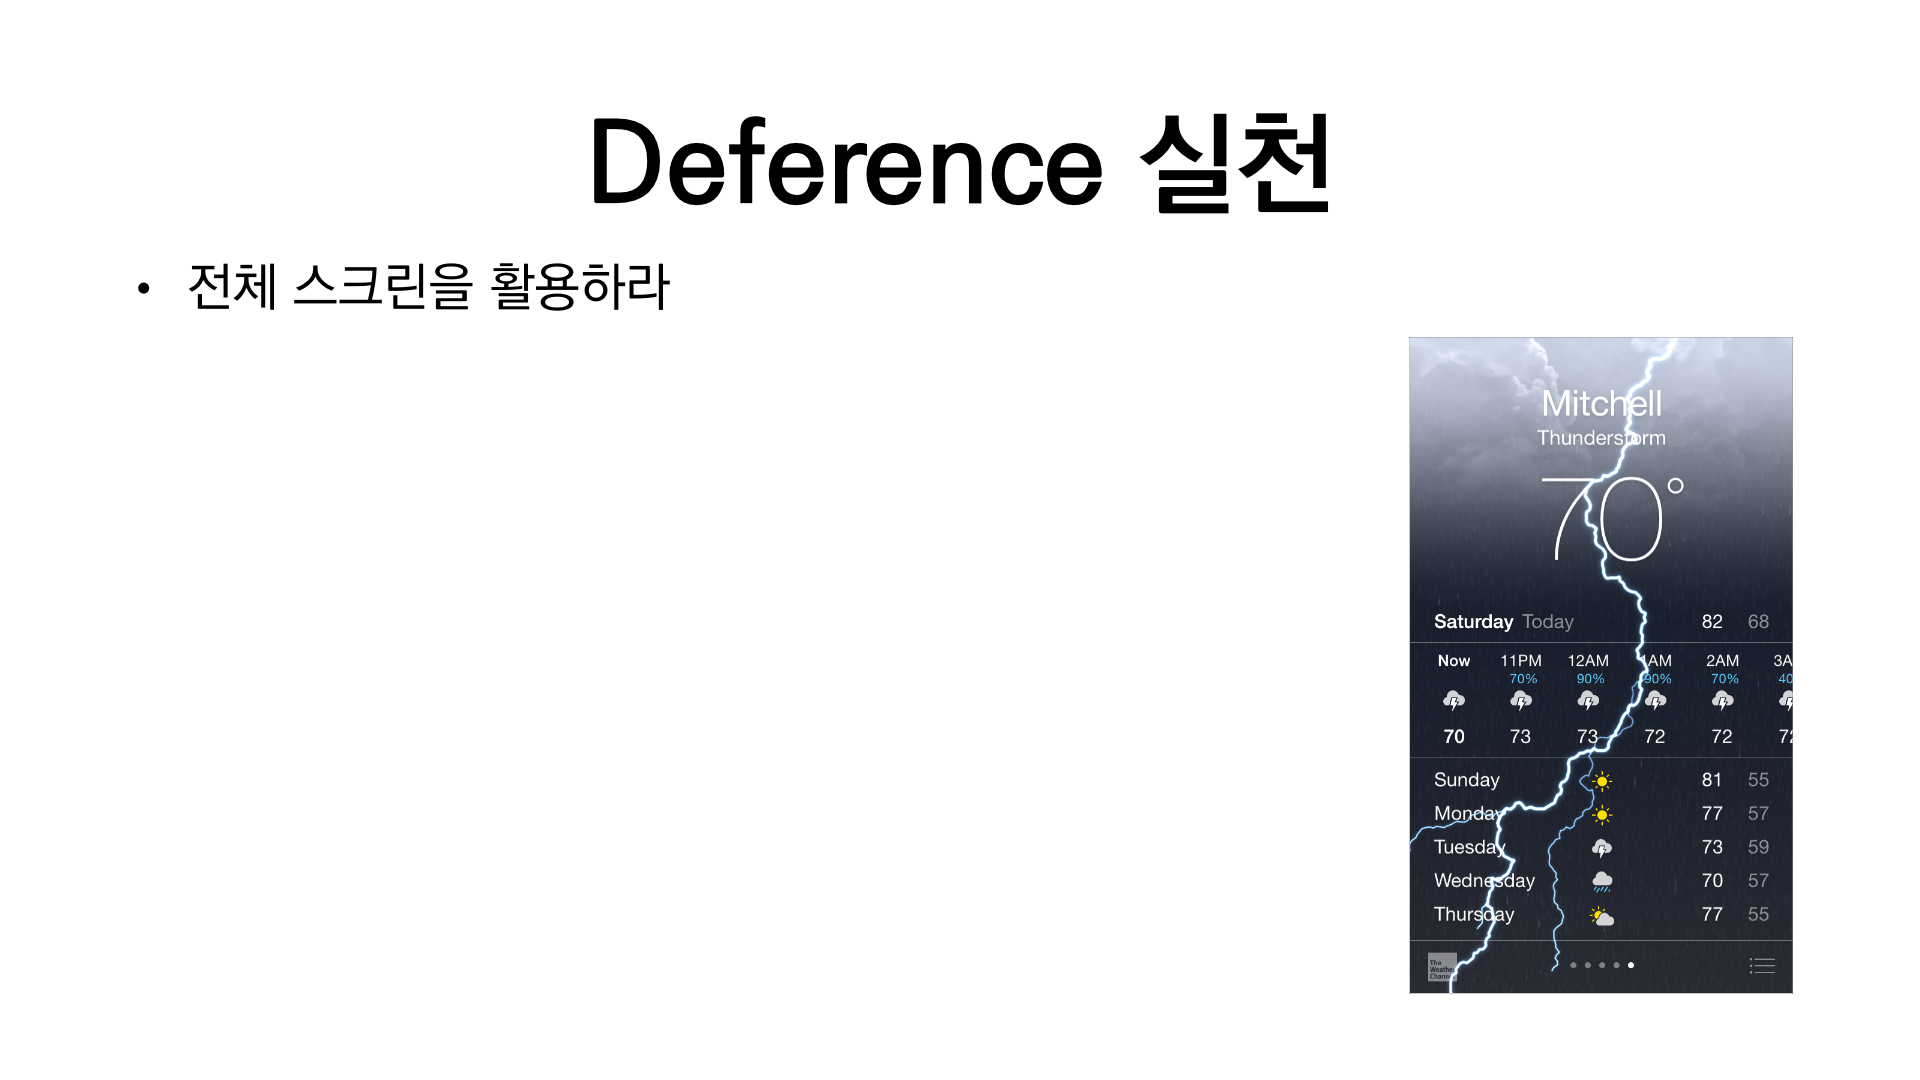 Deference 실천
• 전체 스크린을 활용하라
Mitchell
Thunderstorm
70°
Saturday Today 82 68
Now 11PM 12AM 1AM 2AM 3A
70% 90% 90% 70% 40
70 73 73 72 72 72
Sunday 81 55
Monday 77 57
Tuesday 73 59
Wednesday 70 57
Thursday 77 55
The
Weather
Channel